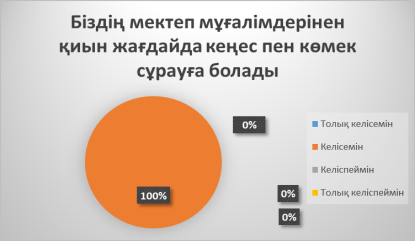 Біздің мектеп мұғалімдерінен
қиын жағдайда кеңес пен көмек
сұрауға болады
0%
100%
0%
0%
Толық келісемін
Келісемін
Келіспеймін
Толық келіспеймін